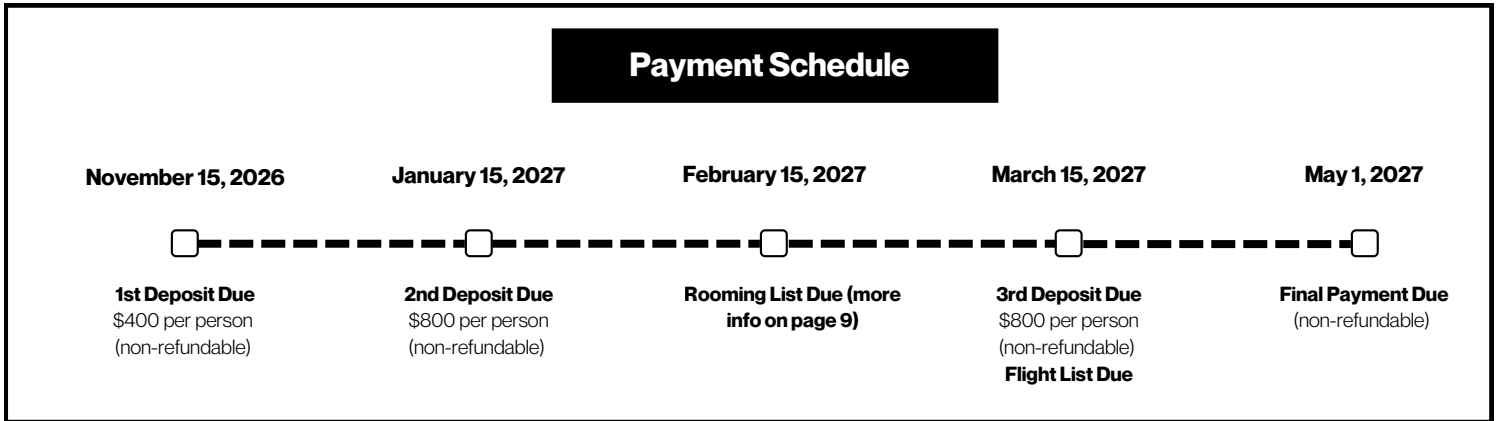 Payment Schedule
November 15, 2026
January 15, 2027
February 15, 2027
March 15, 2027
May 1, 2027
1st Deposit Due
$400 per person
(non-refundable)
2nd Deposit Due
$800 per person
(non-refundable)
Rooming List Due (more
info on page 9)
3rd Deposit Due
$800 per person
(non-refundable)
Flight List Due
Final Payment Due
(non-refundable)